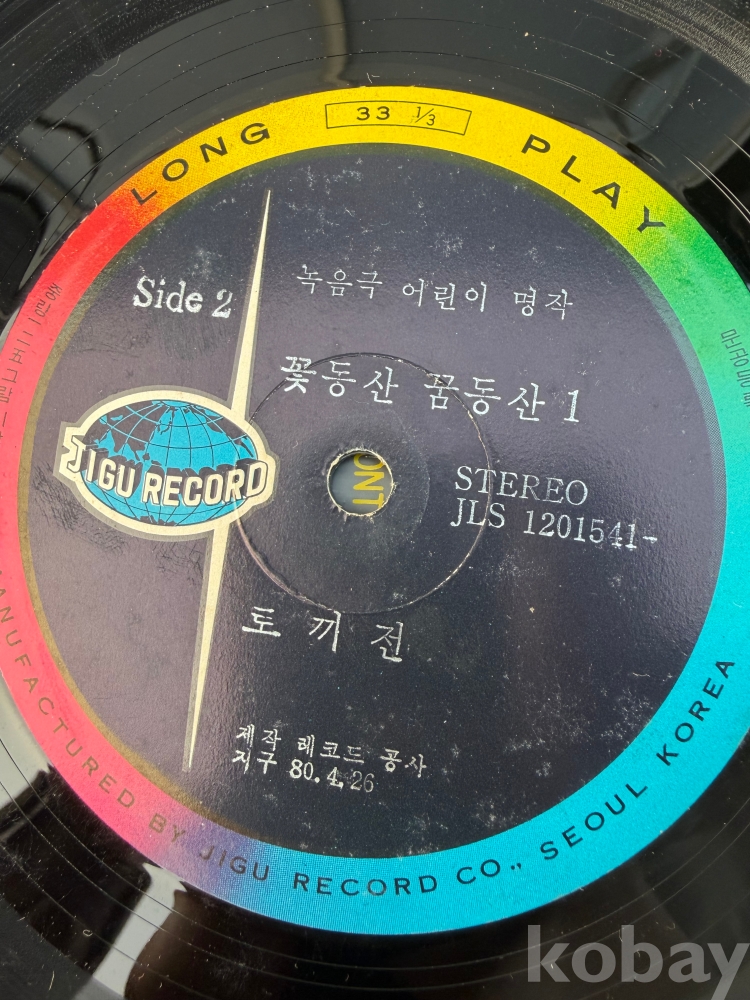 LONG 33 1/3 PLAY
Side 2
녹음극 어린이 명작
꽃동산 꿈동산 1
JIGU RECORD
STEREO
JLS 1201541-
토끼전
제작 레코드 공사
지구 80.4.26
MANUFACTURED BY JIGU RECORD CO., SEOUL KOREA
kobay